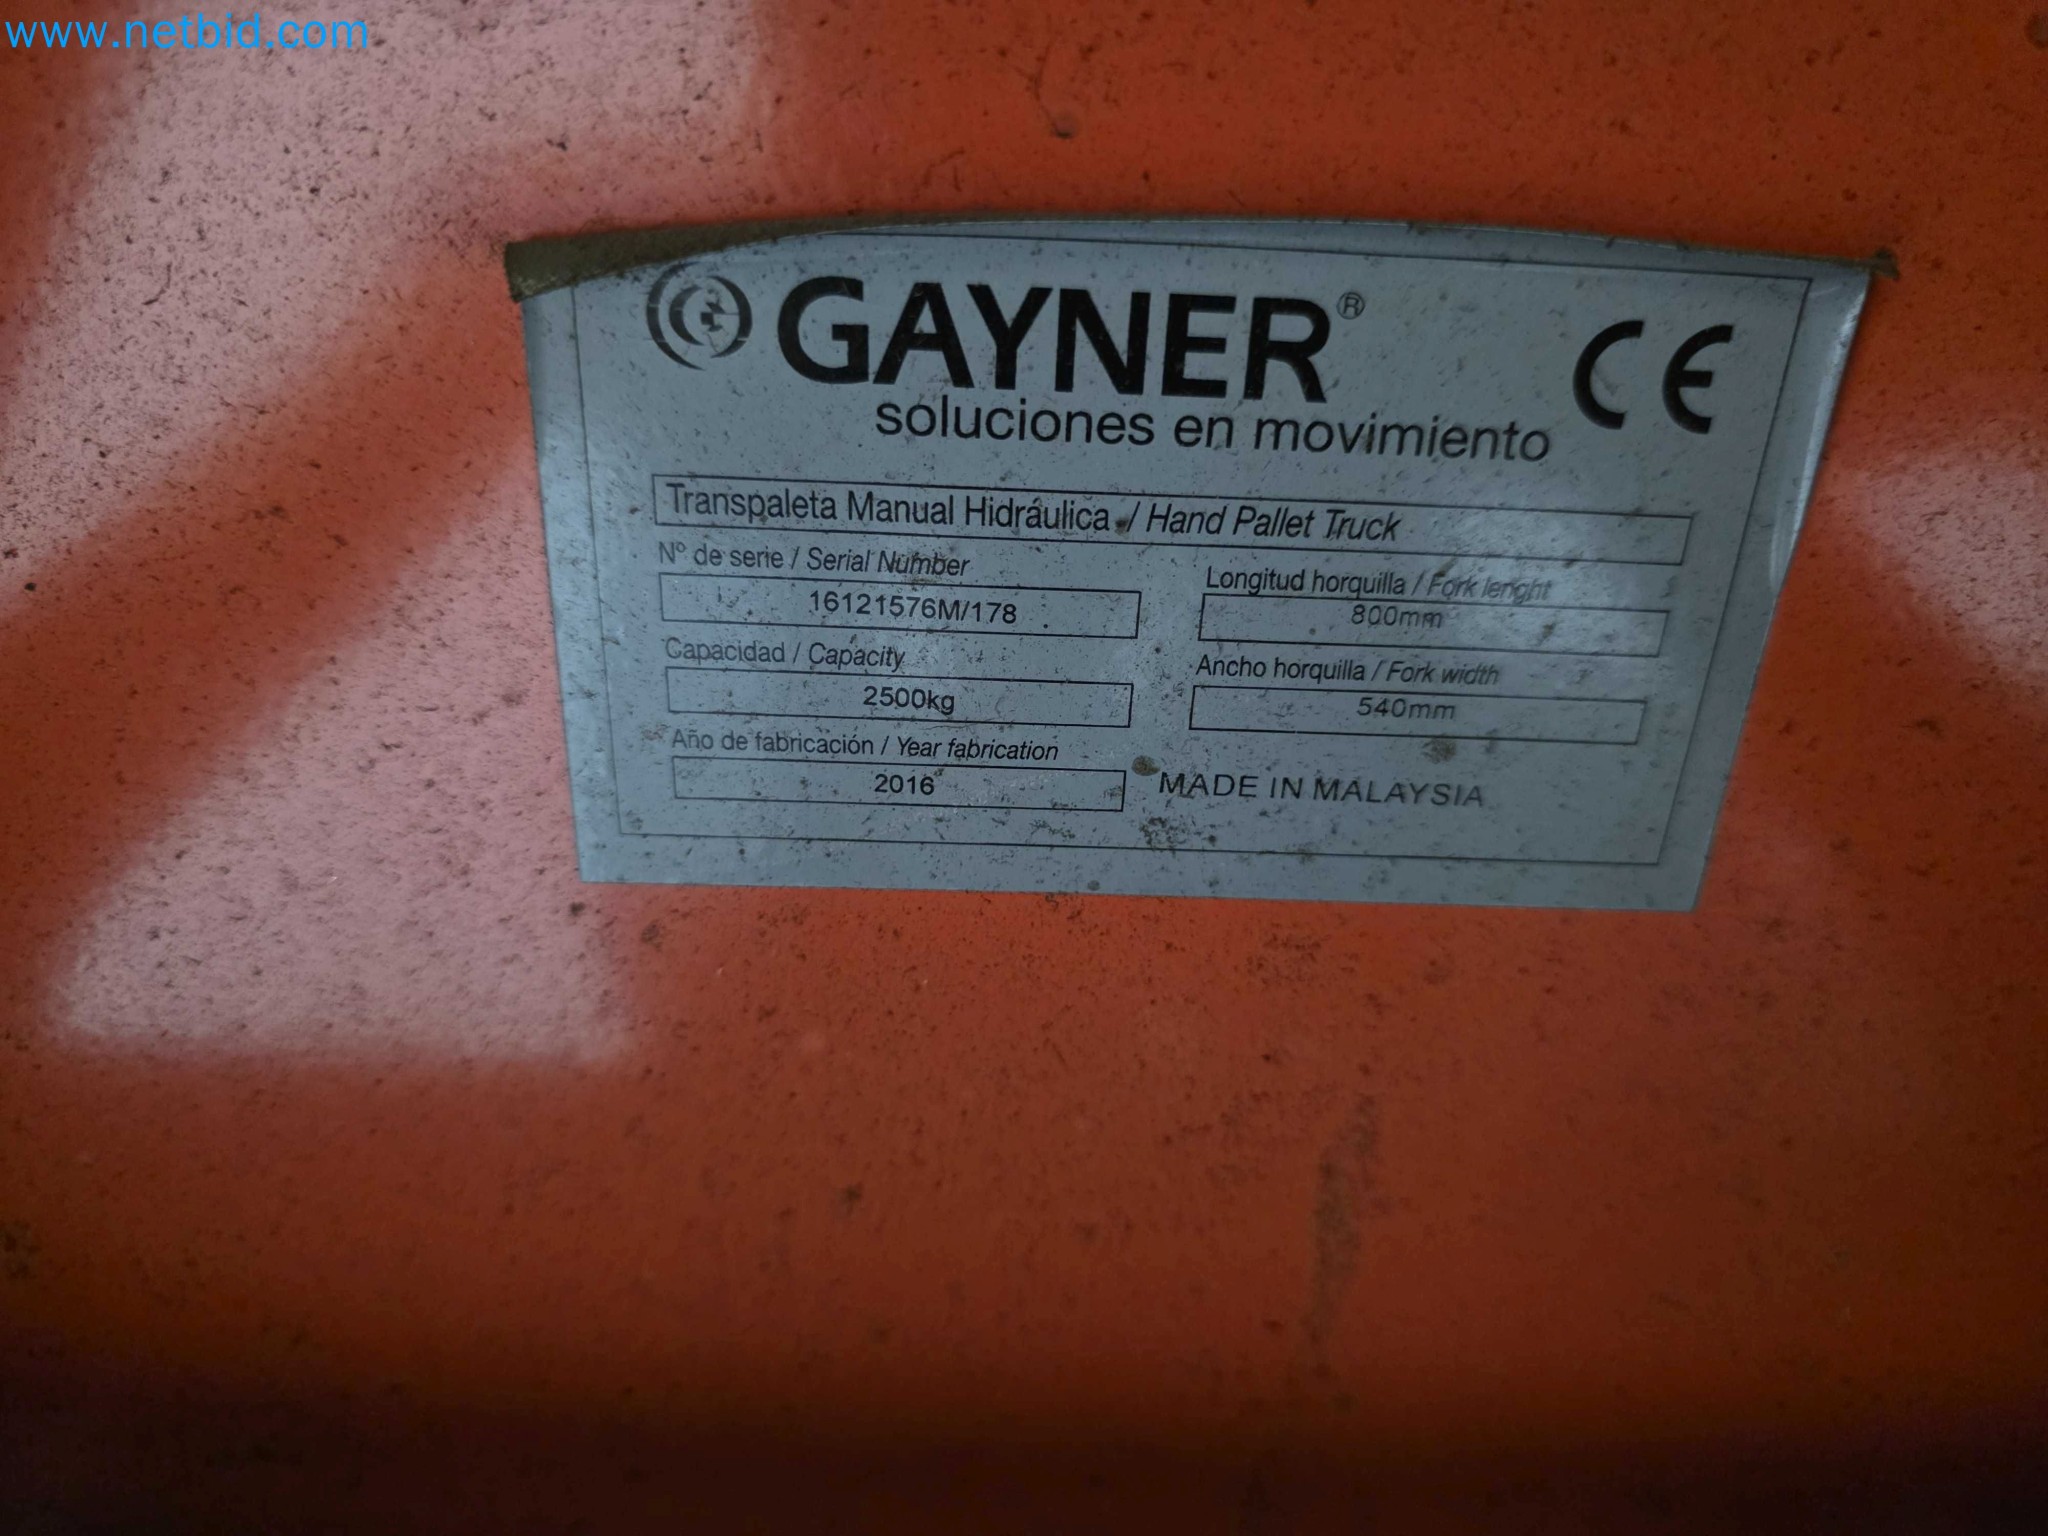 www.netbid.com
GAYNER®
CE
soluciones en movimiento
Transpaleta Manual Hidráulica / Hand Pallet Truck
Nº de serie / Serial Number
16121576M/178
Longitud horquilla / Fork lenght
800mm
Capacidad / Capacity
2500kg
Ancho horquilla / Fork width
540mm
Año de fabricación / Year fabrication
2016
MADE IN MALAYSIA